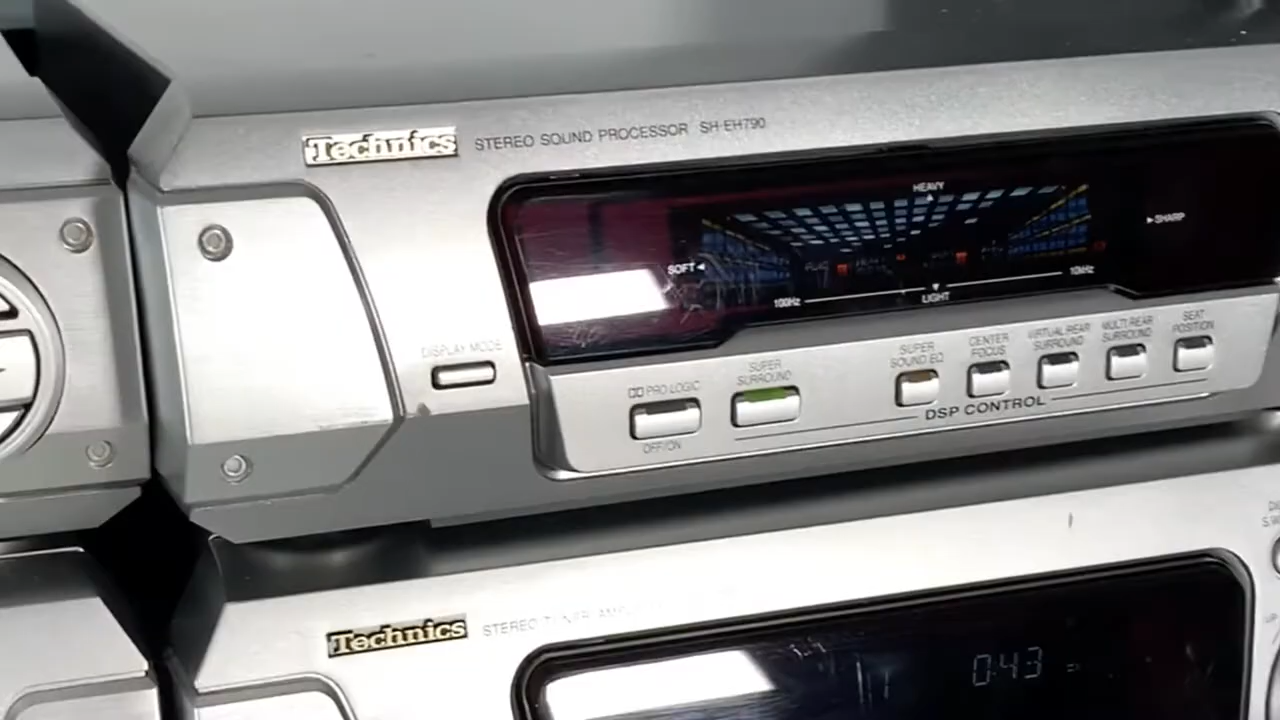 Technics STEREO SOUND PROCESSOR SH-EH790
HEAVY
SHARP
SOFT
100Hz
10kHz
LIGHT
DISPLAY MODE
PRO LOGIC
OFF/ON
SUPER
SURROUND
SUPER
SOUND EQ
CENTER
FOCUS
VIRTUAL REAR
SURROUND
MULTI REAR
SURROUND
SEAT
POSITION
DSP CONTROL
Technics STEREO
0:43